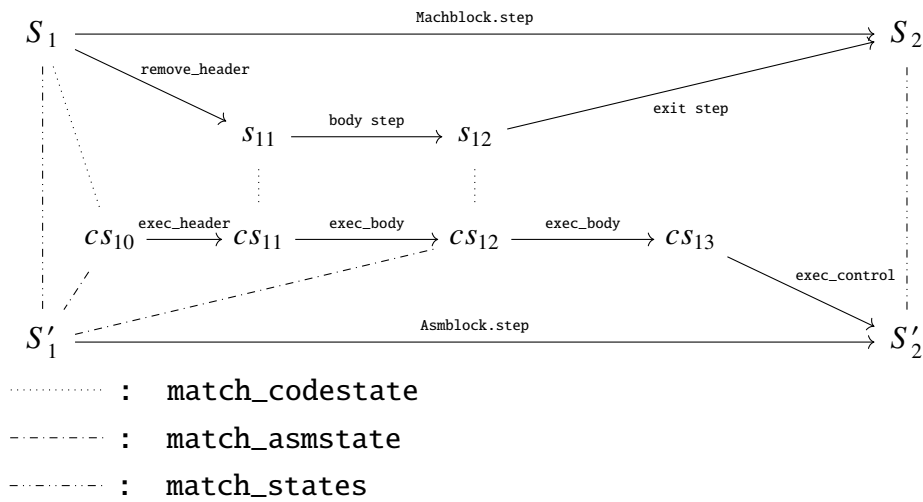 Machblock.step
S1 S2
remove_header
body step exit step
s11 s12
exec_header exec_body exec_body
cs10 cs11 cs12 cs13
exec_control
Asmblock.step
S′1 S′2
: match_codestate
: match_asmstate
: match_states